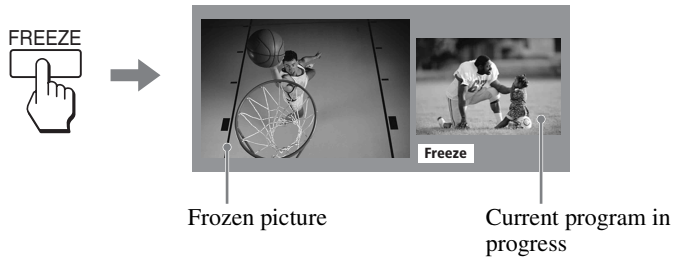 FREEZE
Freeze
Frozen picture
Current program in
progress